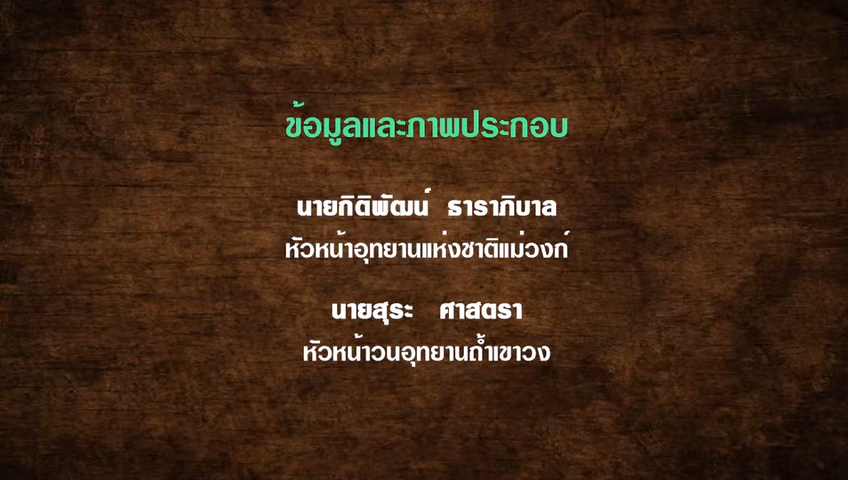 ข้อมูลและภาพประกอบ
นายกิติพัฒน์ ธาราภิบาล
หัวหน้าอุทยานแห่งชาติแม่วงก์
นายสุระ ศาสตรา
หัวหน้าวนอุทยานถ้ำเขาวง